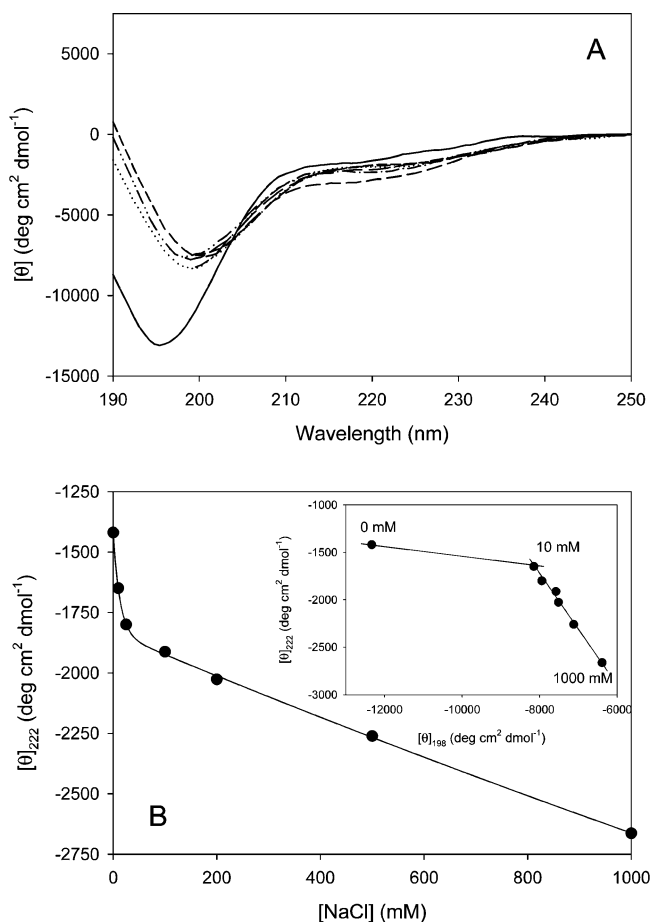 A
5000
0
-5000
-10000
-15000
[θ] (deg cm² dmol⁻¹)
190 200 210 220 230 240 250
Wavelength (nm)
B
-1250
-1500
-1750
-2000
-2250
-2500
-2750
[θ]₂₂₂ (deg cm² dmol⁻¹)
0 200 400 600 800 1000
[NaCl] (mM)
-1000
-1500
-2000
-2500
-3000
[θ]₂₂₂ (deg cm² dmol⁻¹)
0 mM
10 mM
1000 mM
-12000 -10000 -8000 -6000
[θ]₁₉₈ (deg cm² dmol⁻¹)